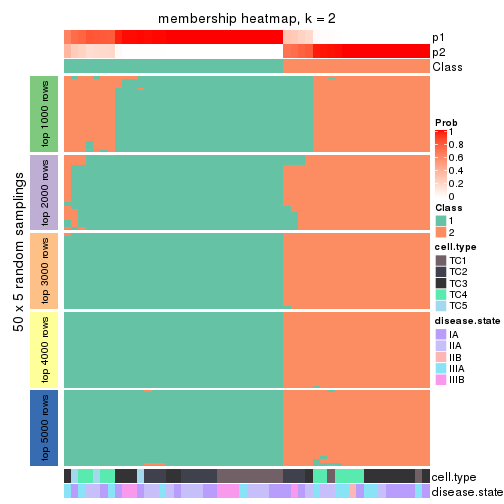 membership heatmap, k = 2
p1
p2
Class
50 x 5 random samplings
top 1000 rows
top 2000 rows
top 3000 rows
top 4000 rows
top 5000 rows
cell.type
disease.state
Prob
1
0.8
0.6
0.4
0.2
0
Class
1
2
cell.type
TC1
TC2
TC3
TC4
TC5
disease.state
IA
IIA
IIB
IIIA
IIIB